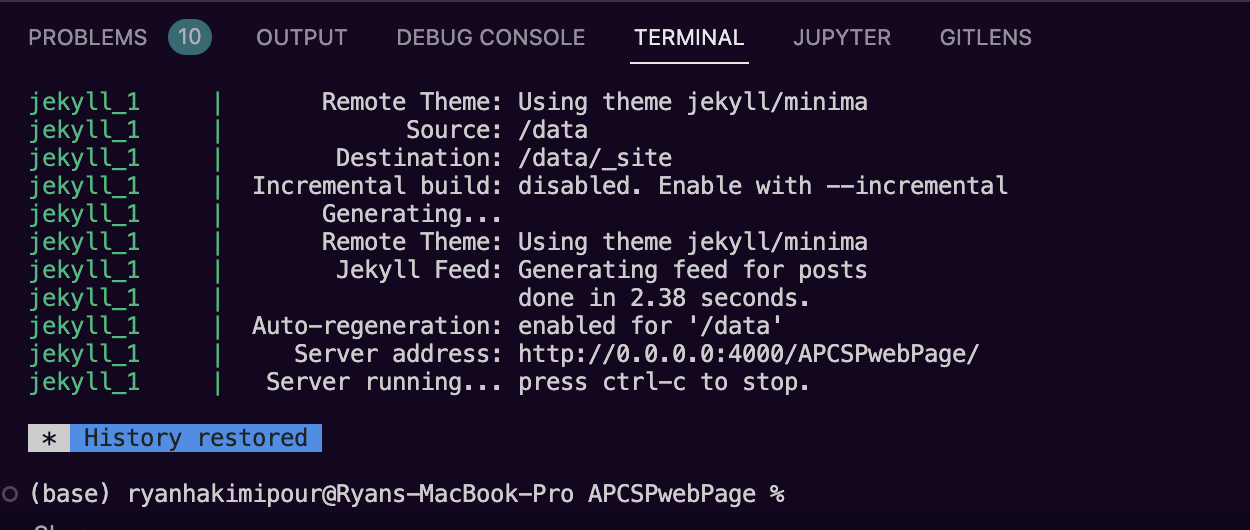 PROBLEMS 10 OUTPUT DEBUG CONSOLE TERMINAL JUPYTER GITLENS
jekyll_1 | Remote Theme: Using theme jekyll/minima
jekyll_1 | Source: /data
jekyll_1 | Destination: /data/_site
jekyll_1 | Incremental build: disabled. Enable with --incremental
jekyll_1 | Generating...
jekyll_1 | Remote Theme: Using theme jekyll/minima
jekyll_1 | Jekyll Feed: Generating feed for posts
jekyll_1 | done in 2.38 seconds.
jekyll_1 | Auto-regeneration: enabled for '/data'
jekyll_1 | Server address: http://0.0.0.0:4000/APCSPwebPage/
jekyll_1 | Server running... press ctrl-c to stop.
* History restored
(base) ryanhakimipour@Ryans-MacBook-Pro APCSPwebPage %